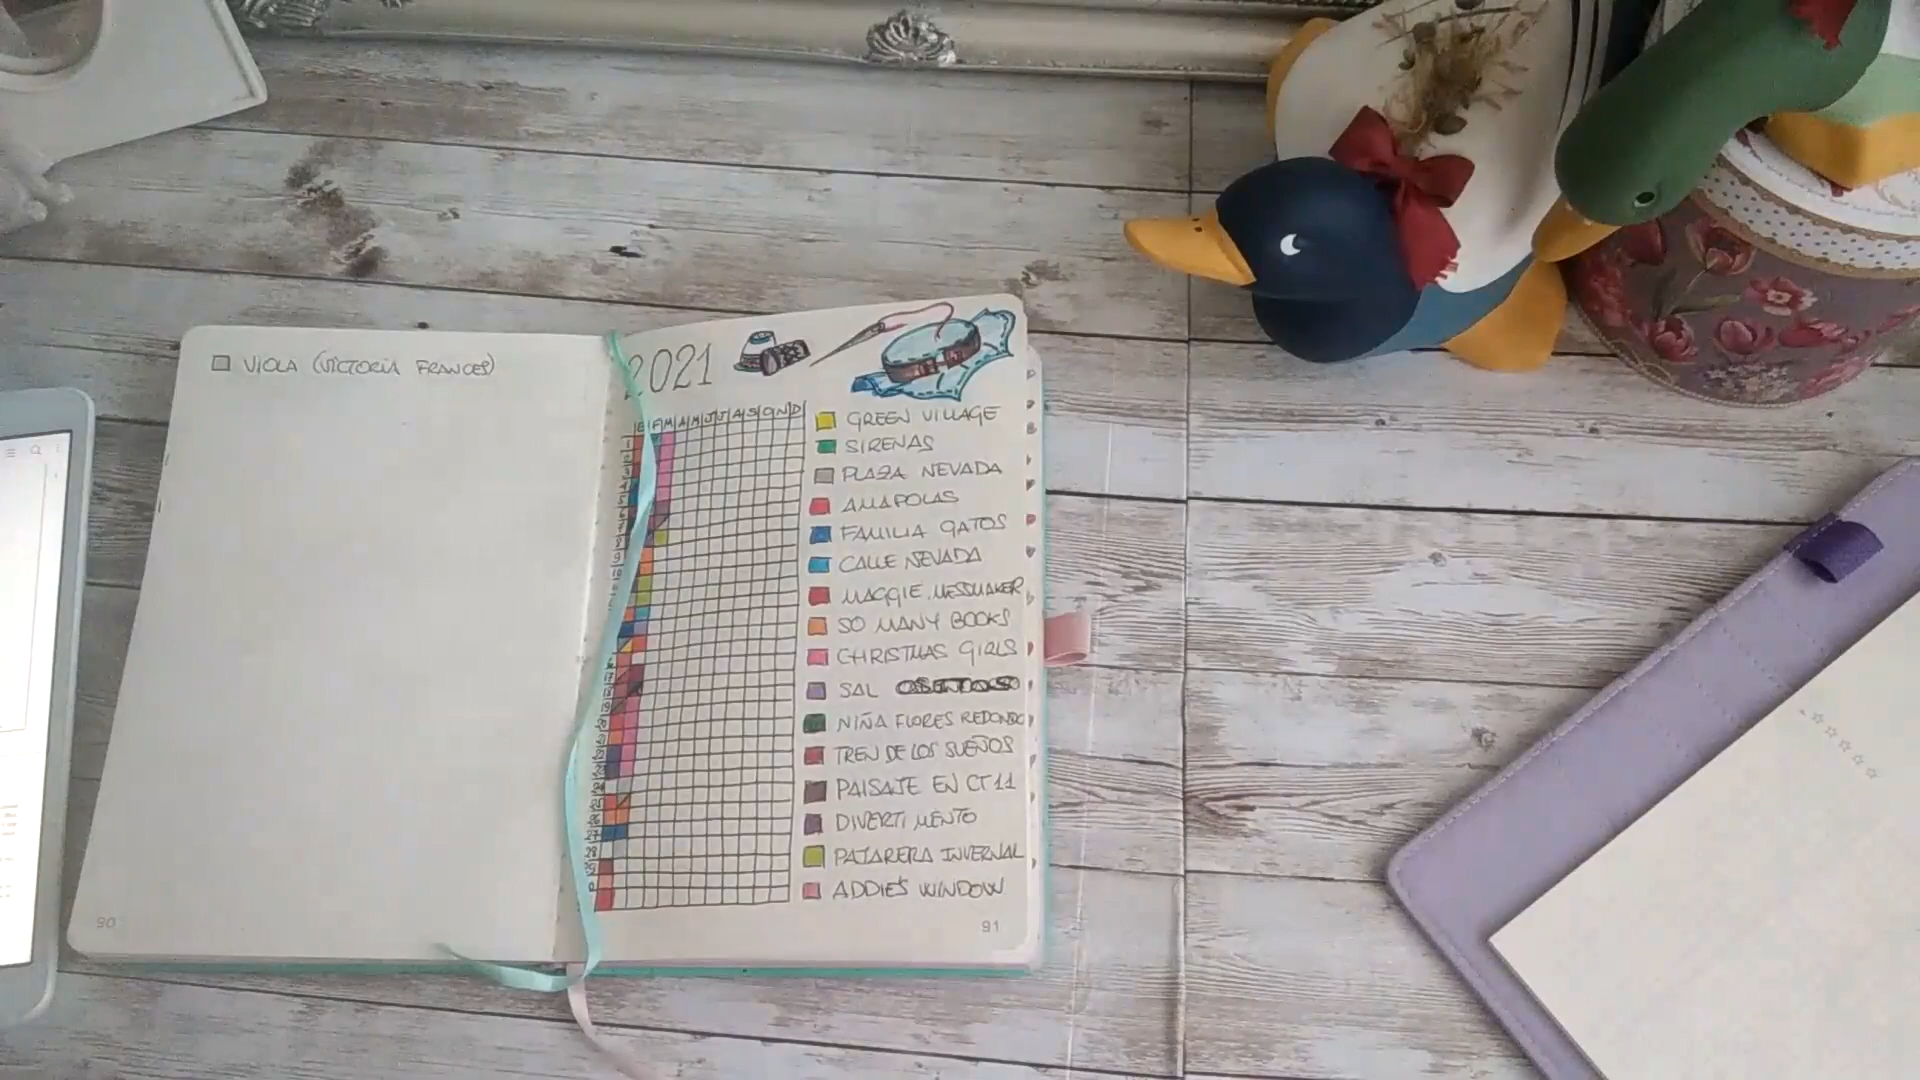 VIOLA (VICTORIA FRANCES)
90
2021
E F M A M J J A S O N D
GREEN VILLAGE
SIRENAS
PLAZA NEVADA
AMAPOLAS
FAMILIA GATOS
CALLE NEVADA
MAGGIE MESSMAKER
SO MANY BOOKS
CHRISTMAS GIRLS
SAL
NIÑA FLORES REDONDO
TREN DE LOS SUEÑOS
PAISAJE EN CT 11
DIVERTIMENTO
PAJARERA INVERNAL
ADDIE'S WINDOW
91